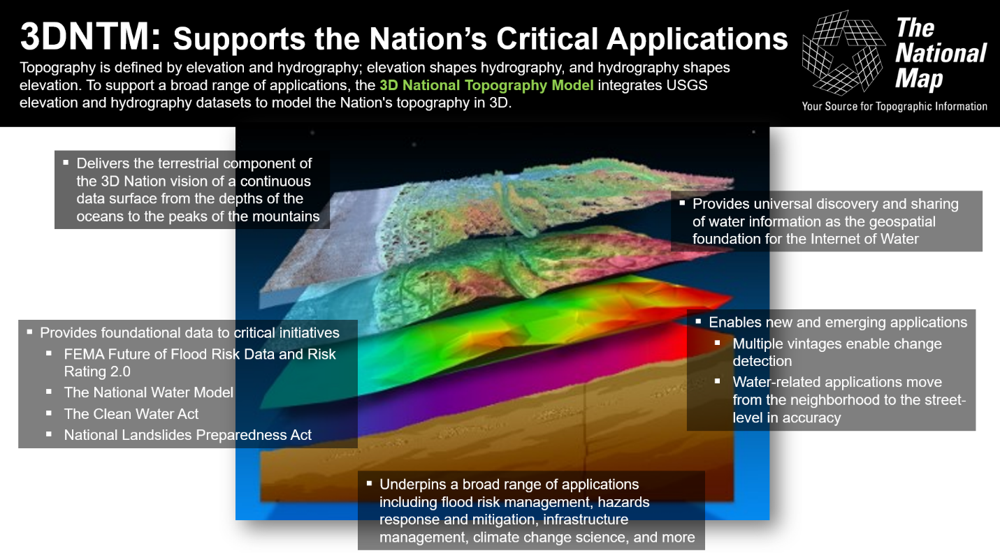 3DNTM: Supports the Nation's Critical Applications
Topography is defined by elevation and hydrography; elevation shapes hydrography, and hydrography shapes
elevation. To support a broad range of applications, the 3D National Topography Model integrates USGS
elevation and hydrography datasets to model the Nation's topography in 3D.
The
National
Map
Your Source for Topographic Information
▪ Delivers the terrestrial component of
the 3D Nation vision of a continuous
data surface from the depths of the
oceans to the peaks of the mountains
▪ Provides universal discovery and sharing
of water information as the geospatial
foundation for the Internet of Water
▪ Provides foundational data to critical initiatives
▪ FEMA Future of Flood Risk Data and Risk
Rating 2.0
▪ The National Water Model
▪ The Clean Water Act
▪ National Landslides Preparedness Act
▪ Enables new and emerging applications
▪ Multiple vintages enable change
detection
▪ Water-related applications move
from the neighborhood to the street-
level in accuracy
▪ Underpins a broad range of applications
including flood risk management, hazards
response and mitigation, infrastructure
management, climate change science, and more